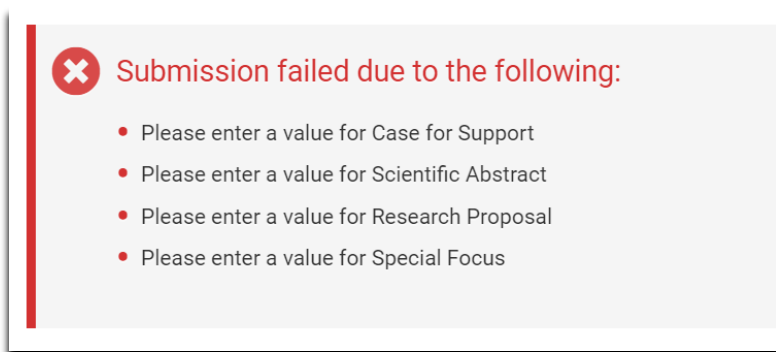 Submission failed due to the following:
Please enter a value for Case for Support
Please enter a value for Scientific Abstract
Please enter a value for Research Proposal
Please enter a value for Special Focus